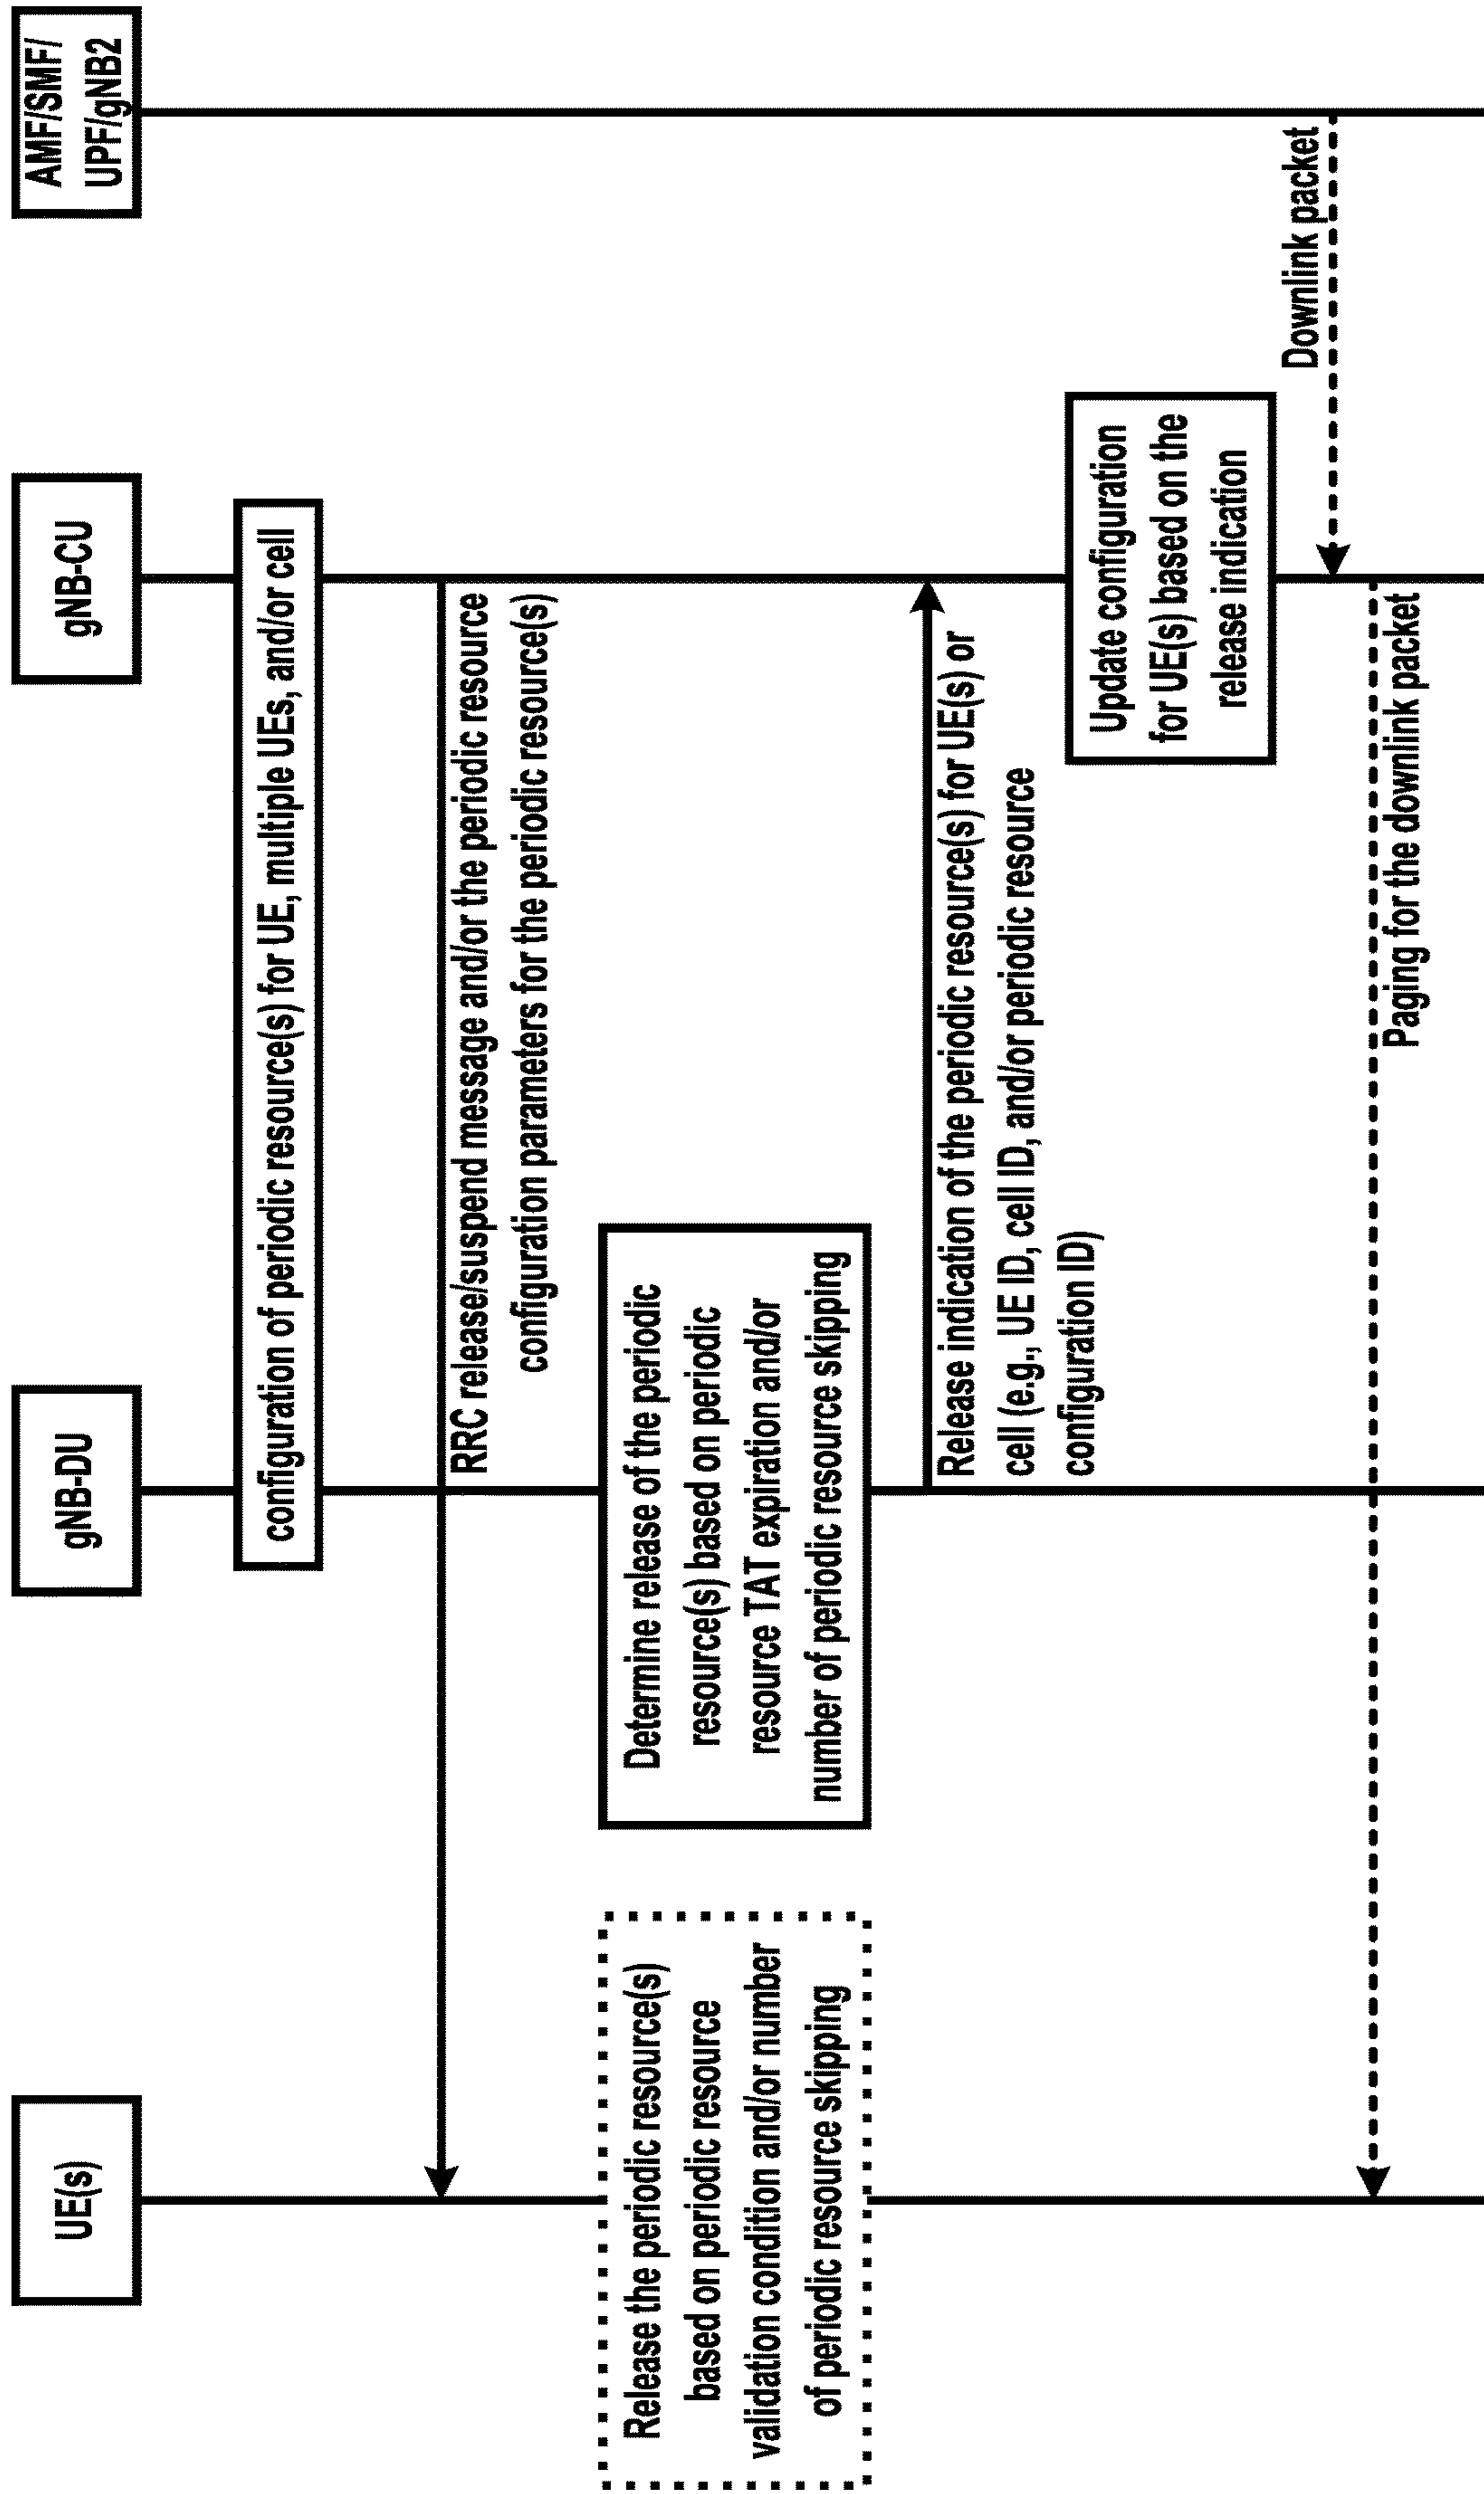 UE(s)
gNB-DU
gNB-CU
AMF/SMF/
UPF/gNB2
configuration of periodic resource(s) for UE, multiple UEs, and/or cell
RRC release/suspend message and/or the periodic resource
configuration parameters for the periodic resource(s)
Release the periodic resource(s)
based on periodic resource
validation condition and/or number
of periodic resource skipping
Determine release of the periodic
resource(s) based on periodic
resource TAT expiration and/or
number of periodic resource skipping
Release indication of the periodic resource(s) for UE(s) or
cell (e.g., UE ID, cell ID, and/or periodic resource
configuration ID)
Update configuration
for UE(s) based on the
release indication
Downlink packet
Paging for the downlink packet